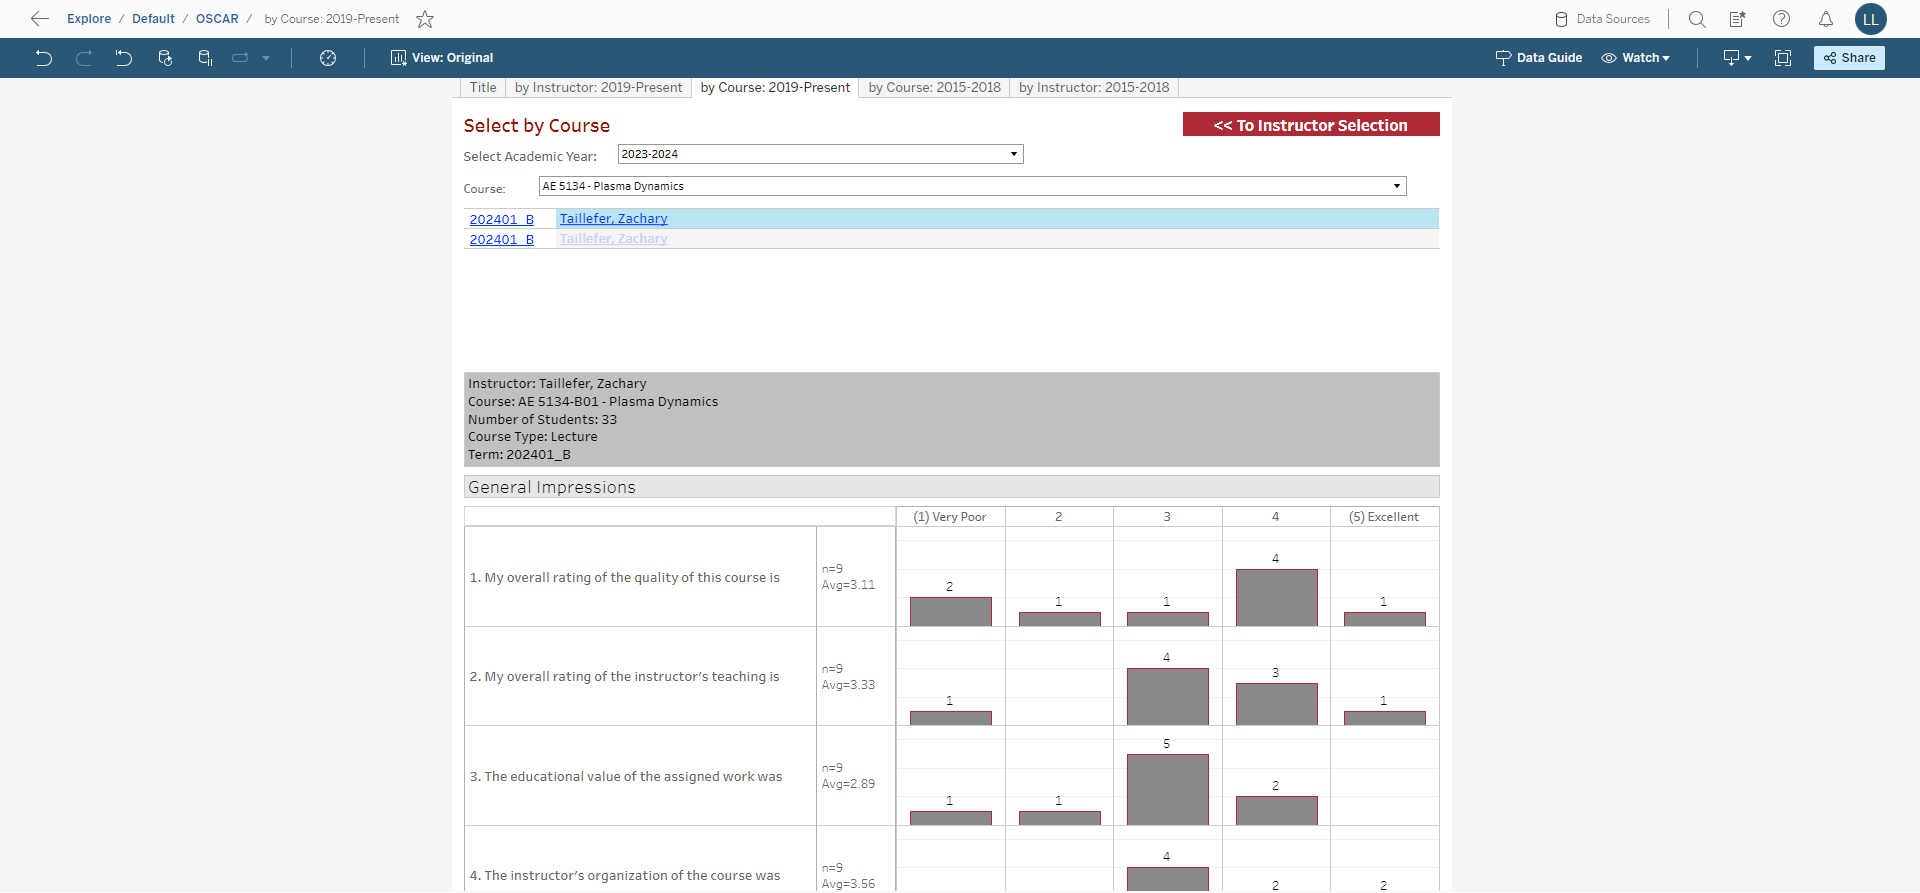 Explore / Default / OSCAR / by Course: 2019-Present
Data Sources
LL
View: Original
Data Guide
Watch
Share
Title
by Instructor: 2019-Present
by Course: 2019-Present
by Course: 2015-2018
by Instructor: 2015-2018
Select by Course
<< To Instructor Selection
Select Academic Year:
2023-2024
Course:
AE 5134 - Plasma Dynamics
202401_B Taillefer, Zachary
202401_B Taillefer, Zachary
Instructor: Taillefer, Zachary
Course: AE 5134-B01 - Plasma Dynamics
Number of Students: 33
Course Type: Lecture
Term: 202401_B
General Impressions
(1) Very Poor 2 3 4 (5) Excellent
1. My overall rating of the quality of this course is
n=9
Avg=3.11
2 1 1 4 1
2. My overall rating of the instructor's teaching is
n=9
Avg=3.33
1 4 3 1
3. The educational value of the assigned work was
n=9
Avg=2.89
1 1 5 2
4. The instructor's organization of the course was
n=9
Avg=3.56
4 2 2